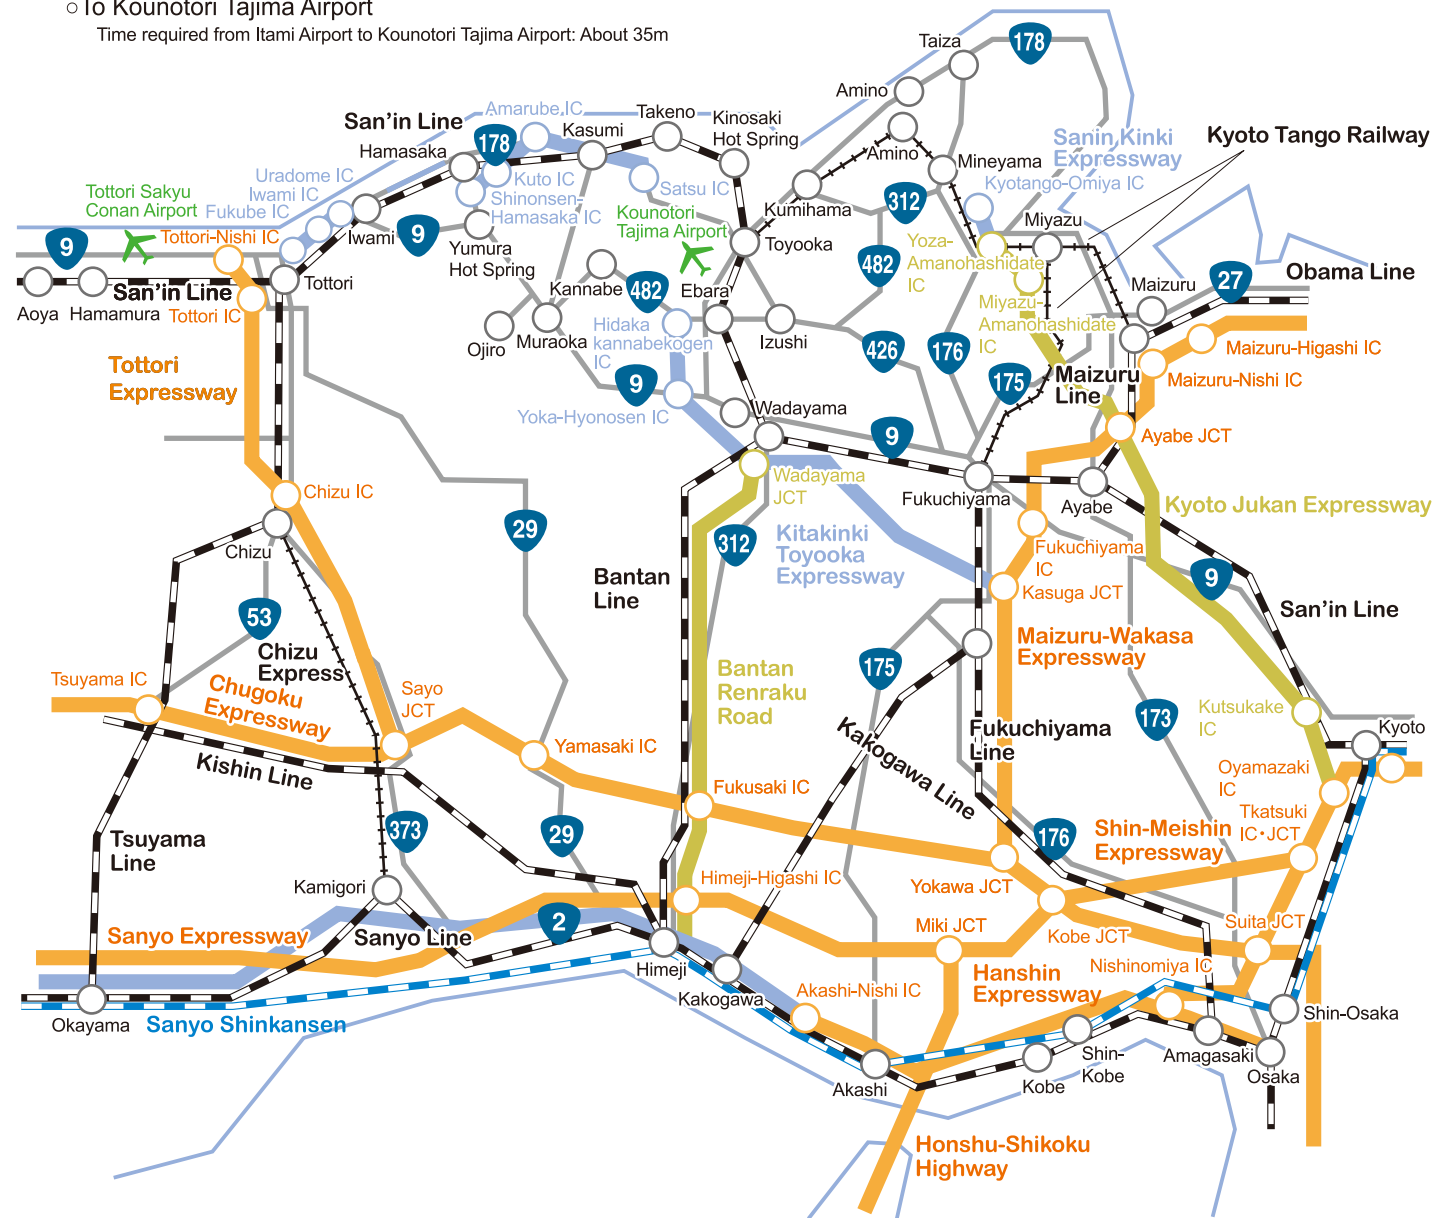 ○To Kounotori Tajima Airport
Time required from Itami Airport to Kounotori Tajima Airport: About 35m
Taiza
178
Amino
Amarube IC
Takeno
Kinosaki
Hot Spring
San'in Line
178
Kasumi
Hamasaka
Amino
Sanin Kinki
Expressway
Kyoto Tango Railway
Mineyama
Uradome IC
Iwami IC
Fukube IC
Kuto IC
Shinonsen-
Hamasaka IC
Satsu IC
Kyotango-Omiya IC
Tottori Sakyu
Conan Airport
Kounotori
Tajima Airport
Kumihama
312
Miyazu
9
Tottori-Nishi IC
Iwami
9
Yumura
Hot Spring
Toyooka
482
Yoza-
Amanohashidate
IC
Obama Line
27
Maizuru
Tottori
San'in Line
Kannabe
482
Ebara
Aoya
Hamamura
Tottori IC
Miyazu-
Amanohashidate
IC
Ojiro
Muraoka
Hidaka
kannabekogen
IC
Izushi
426
176
Maizuru-Higashi IC
Tottori
Expressway
9
175
Maizuru
Line
Maizuru-Nishi IC
Yoka-Hyonosen IC
Wadayama
9
Ayabe JCT
Chizu IC
Wadayama
JCT
Fukuchiyama
Ayabe
Kyoto Jukan Expressway
Chizu
29
312
Kitakinki
Toyooka
Expressway
Fukuchiyama
IC
9
Bantan
Line
Kasuga JCT
San'in Line
53
Chizu
Express
Maizuru-Wakasa
Expressway
Tsuyama IC
Chugoku
Expressway
Sayo
JCT
Bantan
Renraku
Road
175
173
Kutsukake
IC
Kyoto
Yamasaki IC
Kakogawa Line
Fukuchiyama
Line
Kishin Line
Fukusaki IC
Oyamazaki
IC
Tkatsuki
IC・JCT
Tsuyama
Line
373
29
176
Shin-Meishin
Expressway
Kamigori
Himeji-Higashi IC
Yokawa JCT
Sanyo Expressway
Sanyo Line
2
Miki JCT
Kobe JCT
Suita JCT
Himeji
Nishinomiya IC
Hanshin
Expressway
Kakogawa
Akashi-Nishi IC
Okayama
Sanyo Shinkansen
Shin-Osaka
Akashi
Kobe
Shin-
Kobe
Amagasaki
Osaka
Honshu-Shikoku
Highway